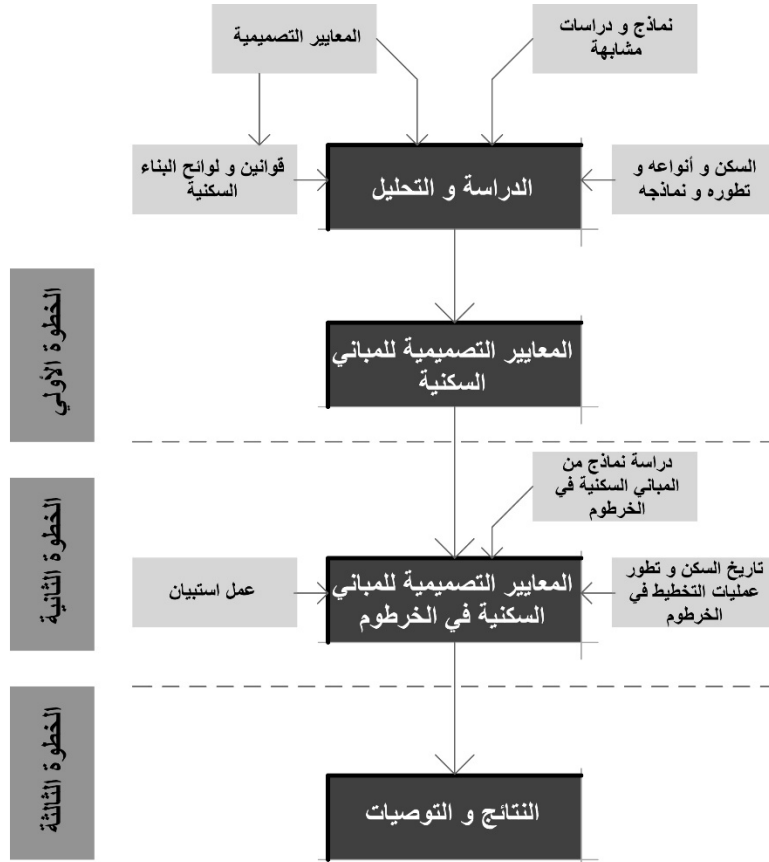 نماذج و دراسات
مشابهة
المعايير التصميمية
السكن و أنواعه و
تطوره و نماذجه
الدراسة و التحليل
قوانين و لوائح البناء
السكنية
الخطوة الأولي
المعايير التصميمية للمباني
السكنية
دراسة نماذج من
المباني السكنية في
الخرطوم
الخطوة الثانية
تاريخ السكن و تطور
عمليات التخطيط في
الخرطوم
المعايير التصميمية للمباني
السكنية في الخرطوم
عمل استبيان
الخطوة الثالثة
النتائج و التوصيات